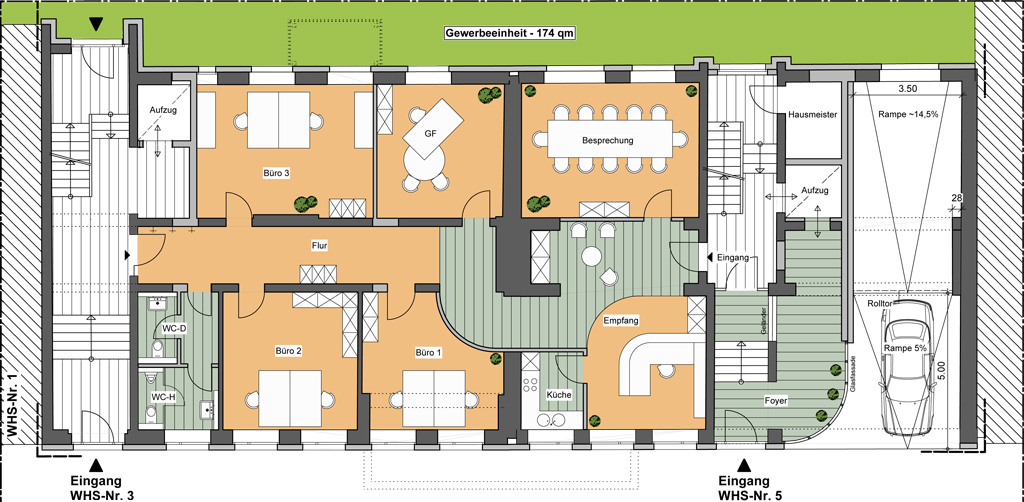 Gewerbeeinheit - 174 qm
3.50
Aufzug
Rampe ~14,5%
Hausmeister
GF
Besprechung
Büro 3
Aufzug
28
Flur
Eingang
Rolltor
Geländer
Empfang
WC-D
Büro 2
Büro 1
Rampe 5%
5.00
Glasfassade
WHS-Nr. 1
WC-H
Küche
Foyer
Eingang
WHS-Nr. 3
Eingang
WHS-Nr. 5